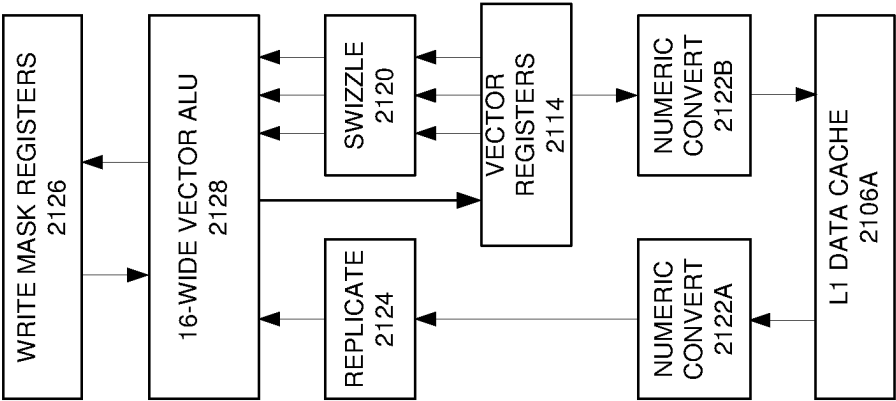 WRITE MASK REGISTERS
2126
16-WIDE VECTOR ALU
2128
SWIZZLE
2120
REPLICATE
2124
VECTOR
REGISTERS
2114
NUMERIC
CONVERT
2122B
NUMERIC
CONVERT
2122A
L1 DATA CACHE
2106A